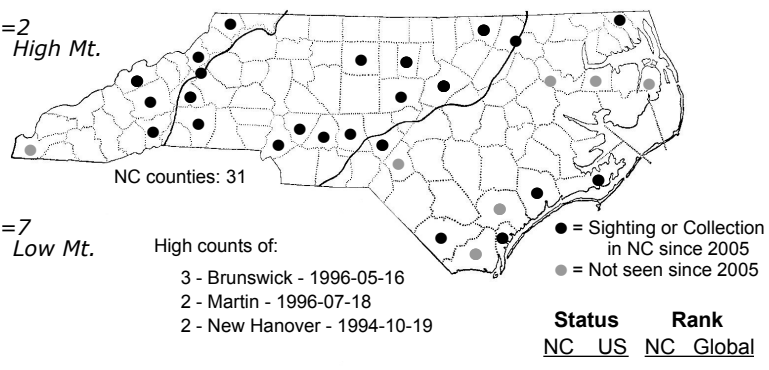 =2
High Mt.
NC counties: 31
=7
Low Mt.
High counts of:
3 - Brunswick - 1996-05-16
2 - Martin - 1996-07-18
2 - New Hanover - 1994-10-19
● = Sighting or Collection
in NC since 2005
● = Not seen since 2005
Status Rank
NC US NC Global